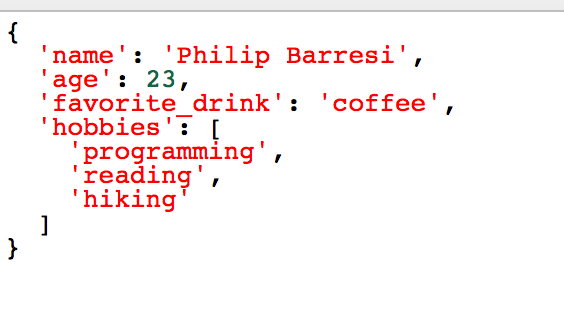 {
  'name': 'Philip Barresi',
  'age': 23,
  'favorite_drink': 'coffee',
  'hobbies': [
    'programming',
    'reading',
    'hiking'
  ]
}